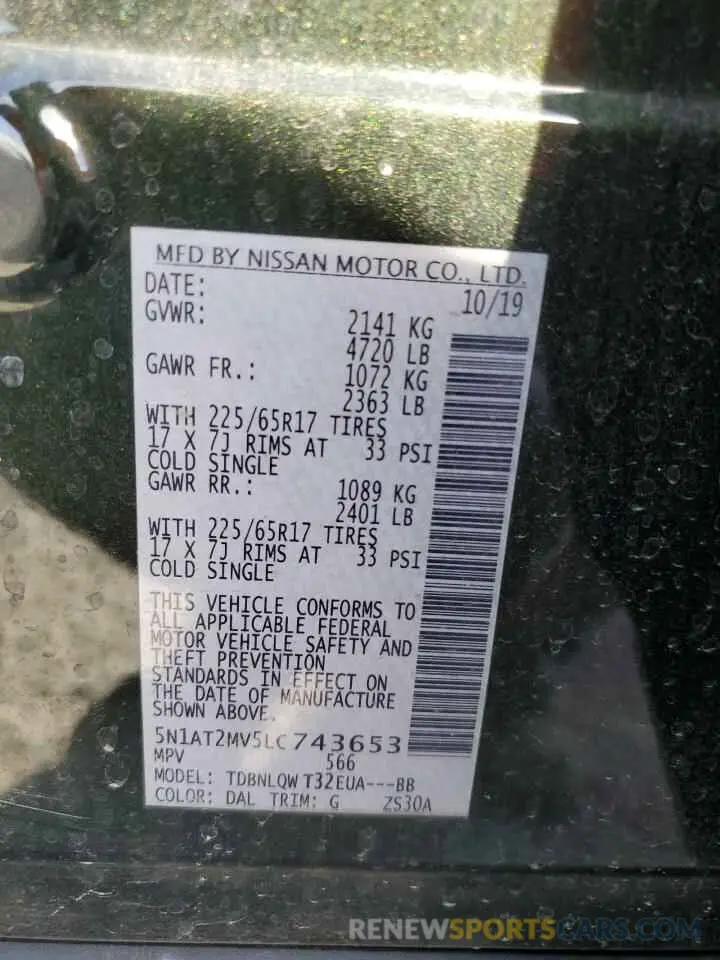 MFD BY NISSAN MOTOR CO., LTD.
DATE: 10/19
GVWR: 2141 KG
4720 LB
GAWR FR.: 1072 KG
2363 LB
WITH 225/65R17 TIRES
17 X 7J RIMS AT 33 PSI
COLD SINGLE
GAWR RR.: 1089 KG
2401 LB
WITH 225/65R17 TIRES
17 X 7J RIMS AT 33 PSI
COLD SINGLE
THIS VEHICLE CONFORMS TO
ALL APPLICABLE FEDERAL
MOTOR VEHICLE SAFETY AND
THEFT PREVENTION
STANDARDS IN EFFECT ON
THE DATE OF MANUFACTURE
SHOWN ABOVE.
5N1AT2MV5LC743653
MPV 566
MODEL: TDBNLQW T32EUA---BB
COLOR: DAL TRIM: G ZS30A
RENEWSPORTSCARS.COM